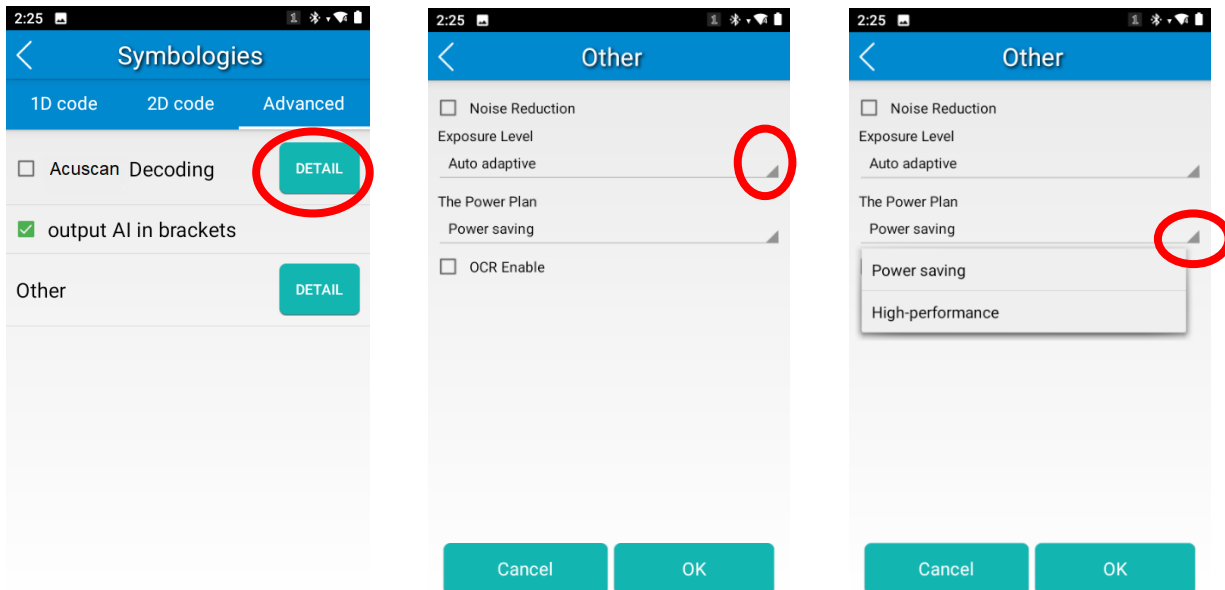 2:25
Symbologies
1D code 2D code Advanced
Acuscan Decoding DETAIL
output AI in brackets
Other DETAIL
2:25
Other
Noise Reduction
Exposure Level
Auto adaptive
The Power Plan
Power saving
OCR Enable
Cancel OK
2:25
Other
Noise Reduction
Exposure Level
Auto adaptive
The Power Plan
Power saving
Power saving
High-performance
Cancel OK